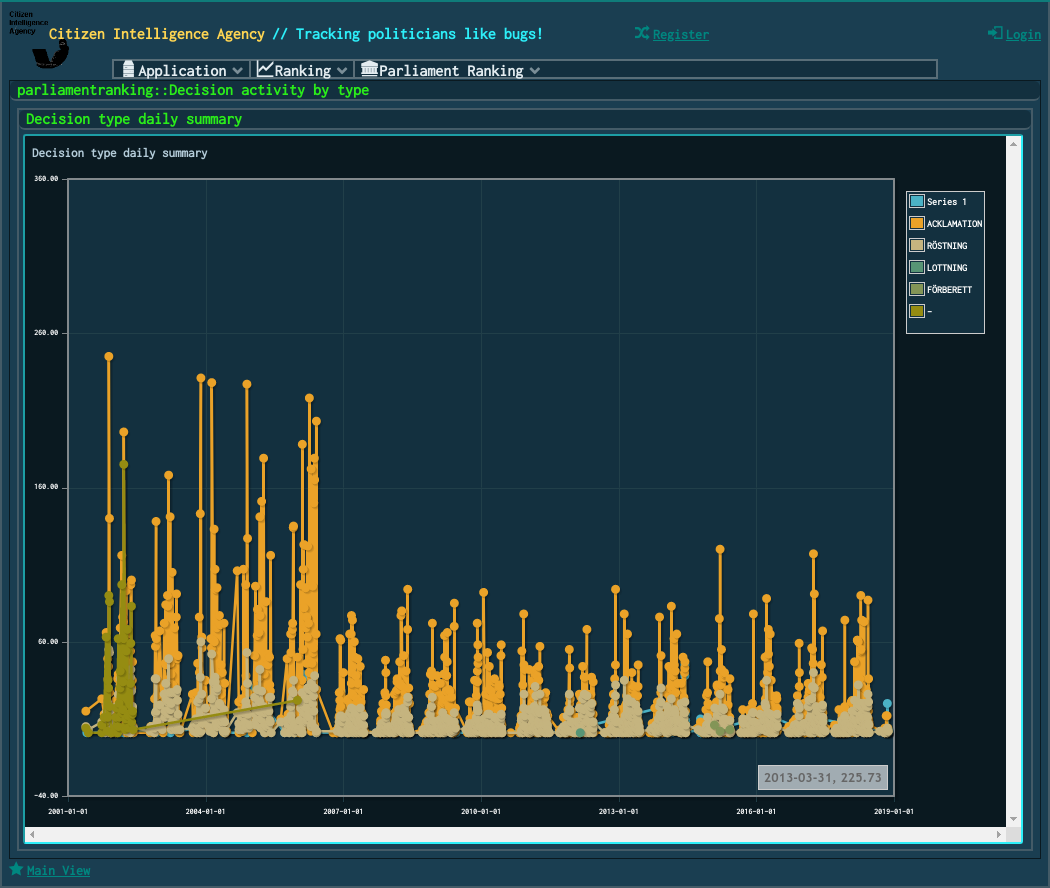 Citizen
Intelligence
Agency
Citizen Intelligence Agency // Tracking politicians like bugs!
Register
Login
Application
Ranking
Parliament Ranking
parliamentranking::Decision activity by type
Decision type daily summary
Decision type daily summary
360.00
260.00
160.00
60.00
-40.00
2001-01-01
2004-01-01
2007-01-01
2010-01-01
2013-01-01
2016-01-01
2019-01-01
Series 1
ACKLAMATION
RÖSTNING
LOTTNING
FÖRBERETT
-
2013-03-31, 225.73
Main View